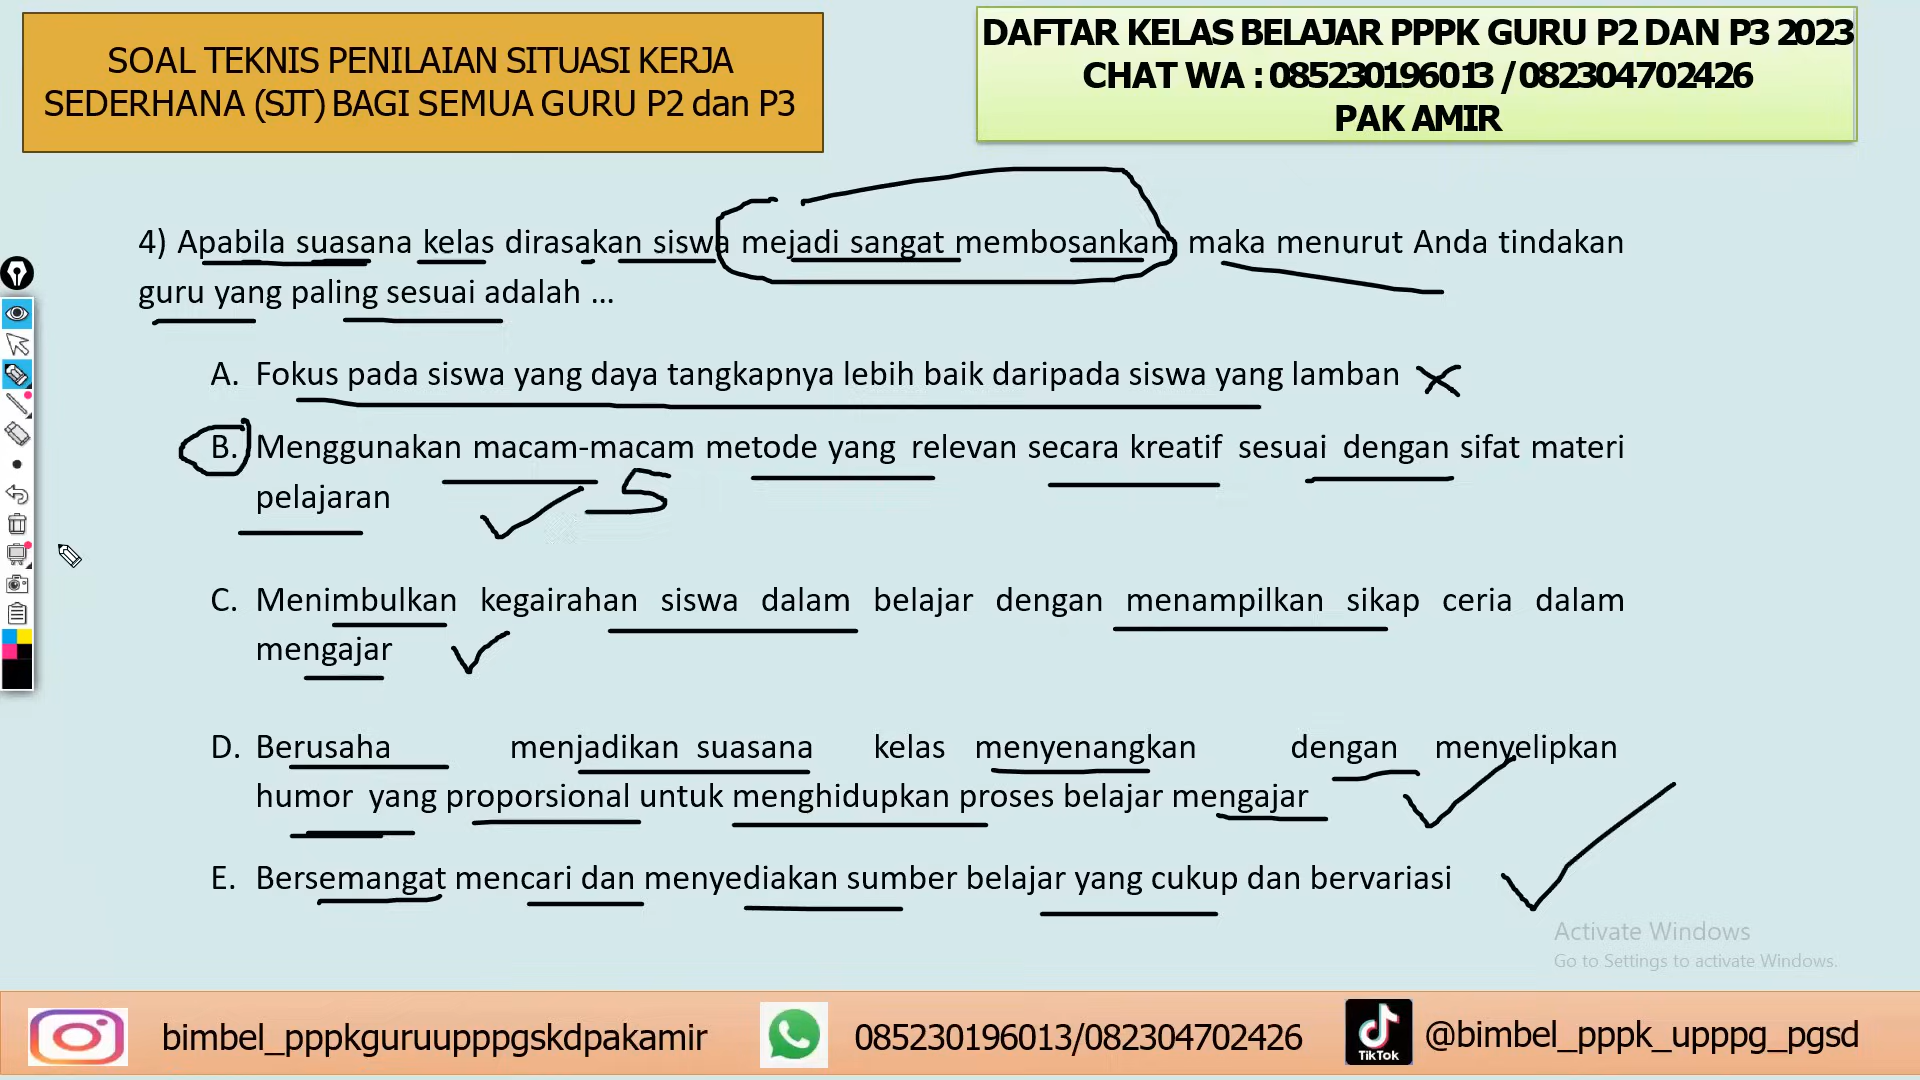 SOAL TEKNIS PENILAIAN SITUASI KERJA
SEDERHANA (SJT) BAGI SEMUA GURU P2 dan P3
DAFTAR KELAS BELAJAR PPPK GURU P2 DAN P3 2023
CHAT WA : 085230196013 / 082304702426
PAK AMIR
4) Apabila suasana kelas dirasakan siswa mejadi sangat membosankan, maka menurut Anda tindakan
guru yang paling sesuai adalah ...
A. Fokus pada siswa yang daya tangkapnya lebih baik daripada siswa yang lamban
B. Menggunakan macam-macam metode yang relevan secara kreatif sesuai dengan sifat materi
pelajaran
5
C. Menimbulkan kegairahan siswa dalam belajar dengan menampilkan sikap ceria dalam
mengajar
D. Berusaha menjadikan suasana kelas menyenangkan dengan menyelipkan
humor yang proporsional untuk menghidupkan proses belajar mengajar
E. Bersemangat mencari dan menyediakan sumber belajar yang cukup dan bervariasi
Activate Windows
Go to Settings to activate Windows.
bimbel_pppkguruupppgskdpakamir
085230196013/082304702426
TikTok
@bimbel_pppk_upppg_pgsd